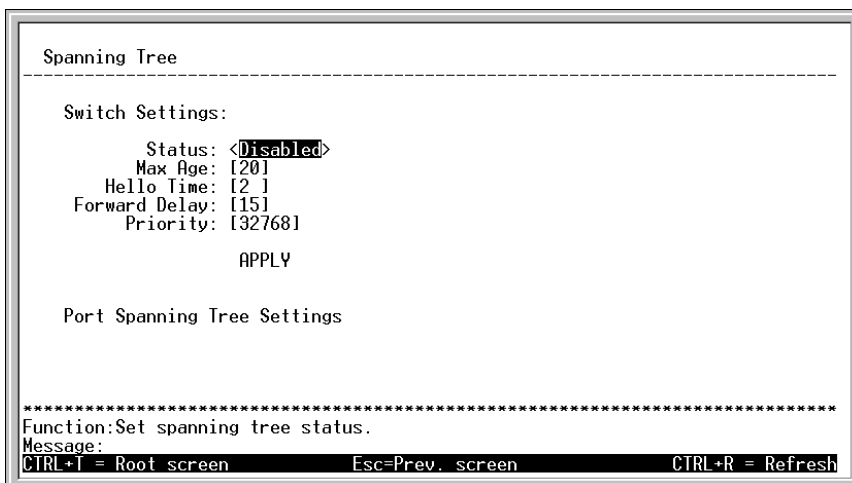 Spanning Tree
--------------------------------------------------------------------------------
Switch Settings:
Status: <Disabled>
Max Age: [20]
Hello Time: [2 ]
Forward Delay: [15]
Priority: [32768]
APPLY
Port Spanning Tree Settings
********************************************************************************
Function:Set spanning tree status.
Message:
CTRL+T = Root screen Esc=Prev. screen CTRL+R = Refresh